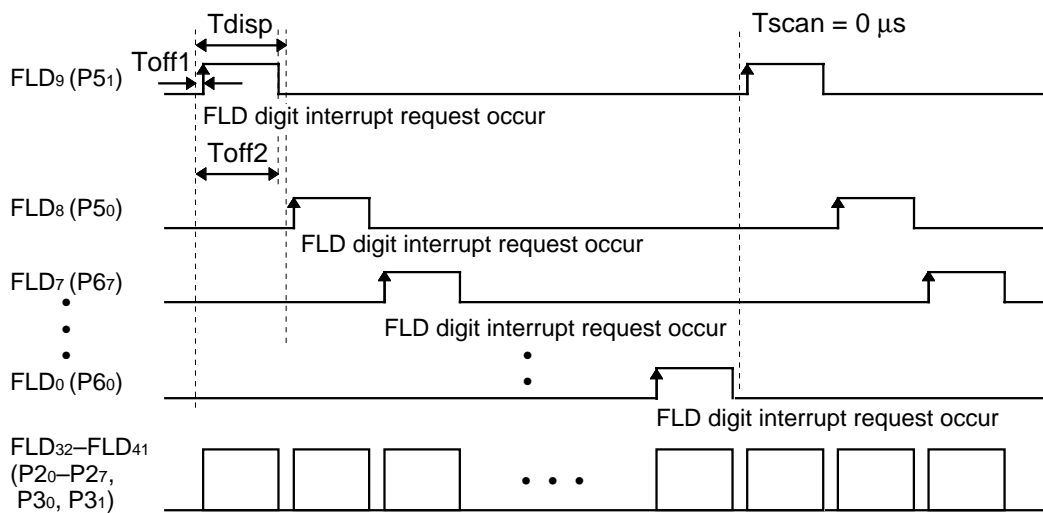 Tdisp
Tscan = 0 µs
Toff1
FLD9 (P51)
FLD digit interrupt request occur
Toff2
FLD8 (P50)
FLD digit interrupt request occur
FLD7 (P67)
FLD digit interrupt request occur
FLD0 (P60)
FLD digit interrupt request occur
FLD32–FLD41
(P20–P27,
P30, P31)